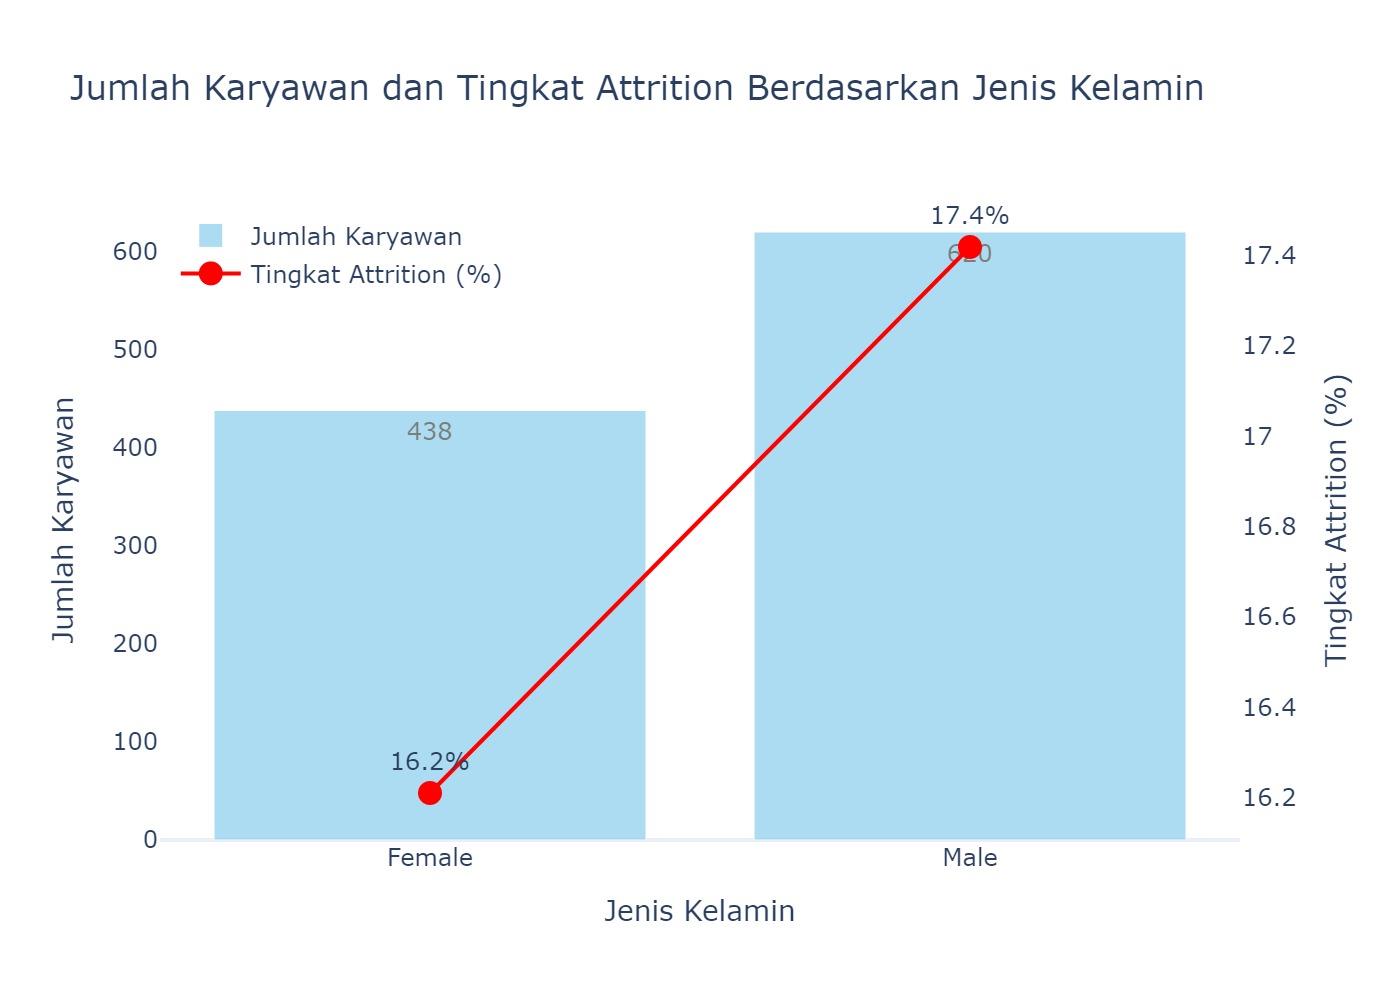 Jumlah Karyawan dan Tingkat Attrition Berdasarkan Jenis Kelamin
Jumlah Karyawan
Tingkat Attrition (%)
17.4%
620
438
16.2%
600
500
400
300
200
100
0
Jumlah Karyawan
17.4
17.2
17
16.8
16.6
16.4
16.2
Tingkat Attrition (%)
Female
Male
Jenis Kelamin